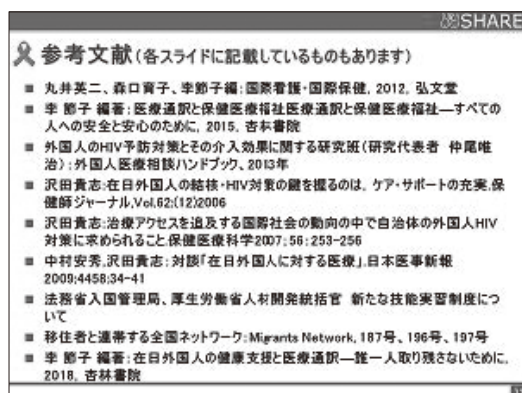 SHARE
参考文献(各スライドに記載しているものもあります)
■ 丸井英二、森口育子、李節子編:国際看護・国際保健, 2012, 弘文堂
■ 李 節子 編著:医療通訳と保健医療福祉医療通訳と保健医療福祉―すべての
人への安全と安心のために, 2015, 杏林書院
■ 外国人のHIV予防対策とその介入効果に関する研究班(研究代表者 仲尾唯
治):外国人医療相談ハンドブック、2013年
■ 沢田貴志:在日外国人の結核・HIV対策の鍵を握るのは, ケア・サポートの充実.保
健師ジャーナル,Vol.62:(12)2006
■ 沢田貴志:治療アクセスを追及する国際社会の動向の中で自治体の外国人HIV
対策に求められること.保健医療科学2007:56:253-256
■ 中村安秀,沢田貴志:対談「在日外国人に対する医療」.日本医事新報
2009;4458;34-41
■ 法務省入国管理局、厚生労働省人材開発統括官 新たな技能実習制度につ
いて
■ 移住者と連帯する全国ネットワーク:Migrants Network, 187号、196号、197号
■ 李 節子 編著:在日外国人の健康支援と医療通訳―誰一人取り残さないために,
2018, 杏林書院